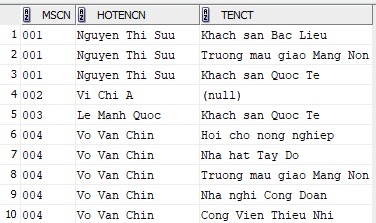 MSCN HOTENCN TENCT
1 001 Nguyen Thi Suu Khach san Bac Lieu
2 001 Nguyen Thi Suu Truong mau giao Mang Non
3 001 Nguyen Thi Suu Khach san Quoc Te
4 002 Vi Chi A (null)
5 003 Le Manh Quoc Khach san Quoc Te
6 004 Vo Van Chin Hoi cho nong nghiep
7 004 Vo Van Chin Nha hat Tay Do
8 004 Vo Van Chin Truong mau giao Mang Non
9 004 Vo Van Chin Nha nghi Cong Doan
10 004 Vo Van Chin Cong Vien Thieu Nhi